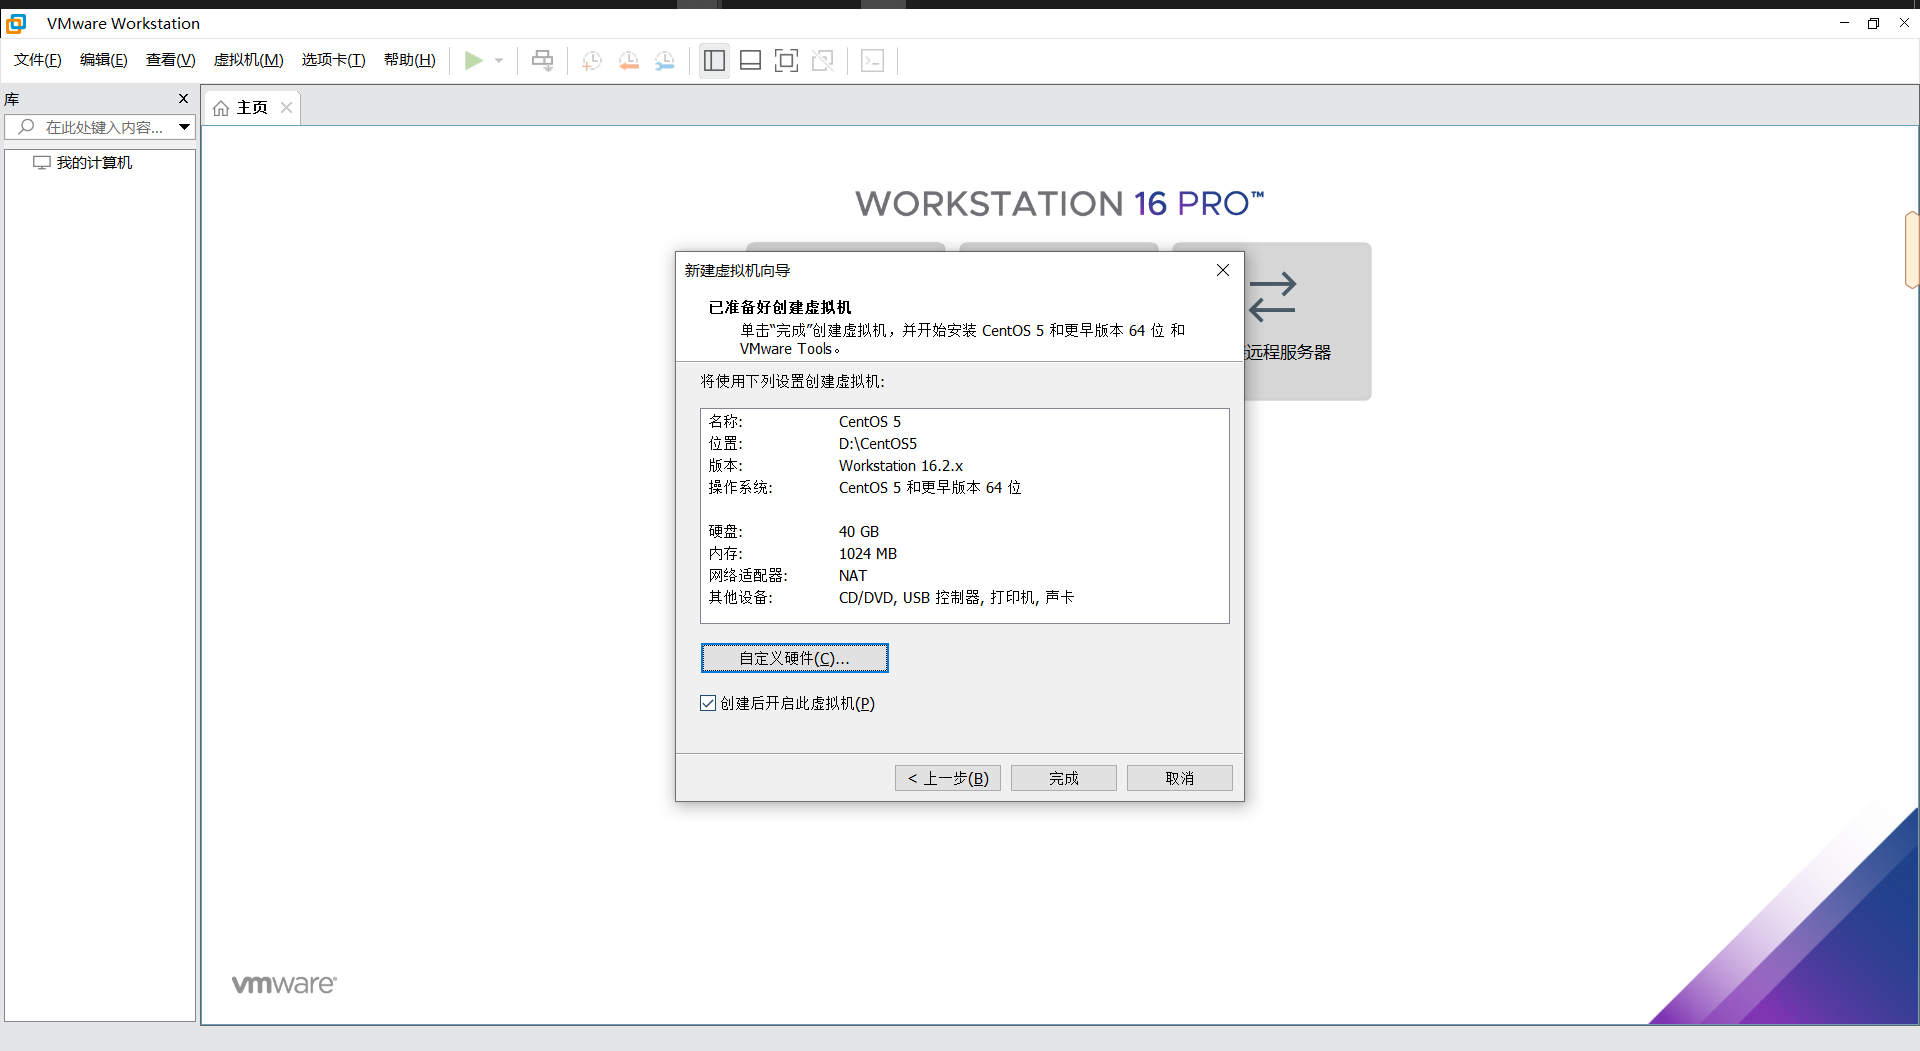 VMware Workstation
文件(F) 编辑(E) 查看(V) 虚拟机(M) 选项卡(T) 帮助(H)
库
主页
在此处键入内容...
我的计算机
WORKSTATION 16 PRO™
远程服务器
新建虚拟机向导
已准备好创建虚拟机
单击“完成”创建虚拟机，并开始安装 CentOS 5 和更早版本 64 位 和
VMware Tools。
将使用下列设置创建虚拟机:
名称: CentOS 5
位置: D:\CentOS5
版本: Workstation 16.2.x
操作系统: CentOS 5 和更早版本 64 位
硬盘: 40 GB
内存: 1024 MB
网络适配器: NAT
其他设备: CD/DVD, USB 控制器, 打印机, 声卡
自定义硬件(C)...
创建后开启此虚拟机(P)
< 上一步(B) 完成 取消
vmware